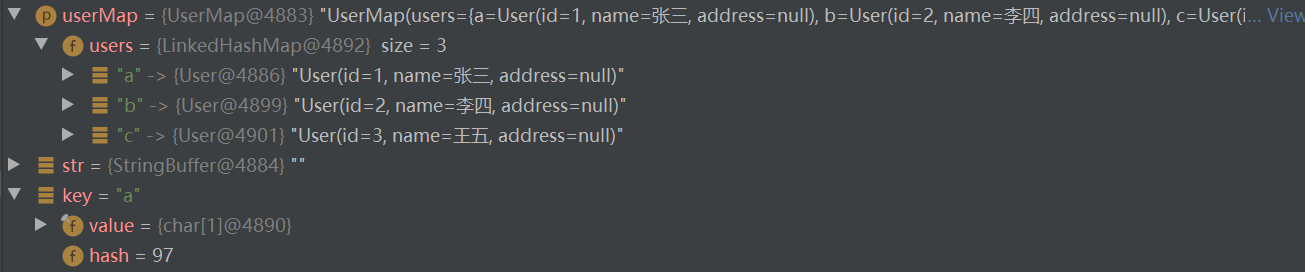 userMap = {UserMap@4883} "UserMap(users={a=User(id=1, name=张三, address=null), b=User(id=2, name=李四, address=null), c=User(i... View
users = {LinkedHashMap@4892} size = 3
"a" -> {User@4886} "User(id=1, name=张三, address=null)"
"b" -> {User@4899} "User(id=2, name=李四, address=null)"
"c" -> {User@4901} "User(id=3, name=王五, address=null)"
str = {StringBuffer@4884} ""
key = "a"
value = {char[1]@4890}
hash = 97